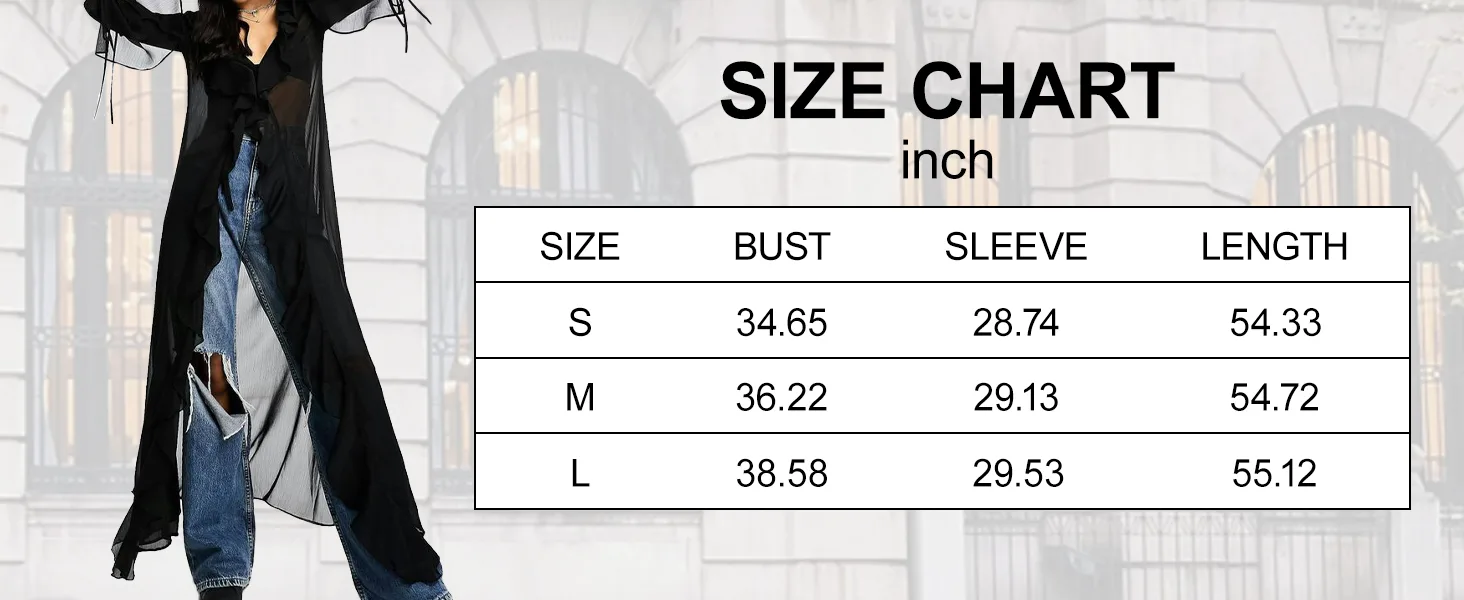 SIZE CHART
inch
SIZE BUST SLEEVE LENGTH
S 34.65 28.74 54.33
M 36.22 29.13 54.72
L 38.58 29.53 55.12